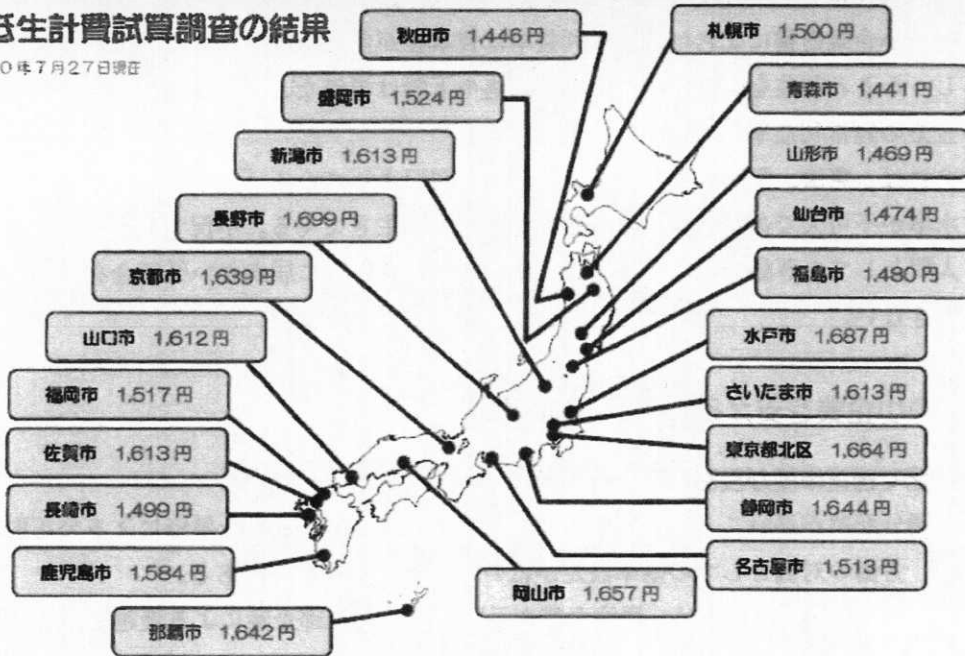 低生計費試算調査の結果
0年7月27日現在
秋田市 1,446円
札幌市 1,500円
盛岡市 1,524円
青森市 1,441円
新潟市 1,613円
山形市 1,469円
長野市 1,699円
仙台市 1,474円
京都市 1,639円
福島市 1,480円
山口市 1,612円
水戸市 1,687円
福岡市 1,517円
さいたま市 1,613円
佐賀市 1,613円
東京都北区 1,664円
長崎市 1,499円
静岡市 1,644円
鹿児島市 1,584円
名古屋市 1,513円
岡山市 1,657円
那覇市 1,642円